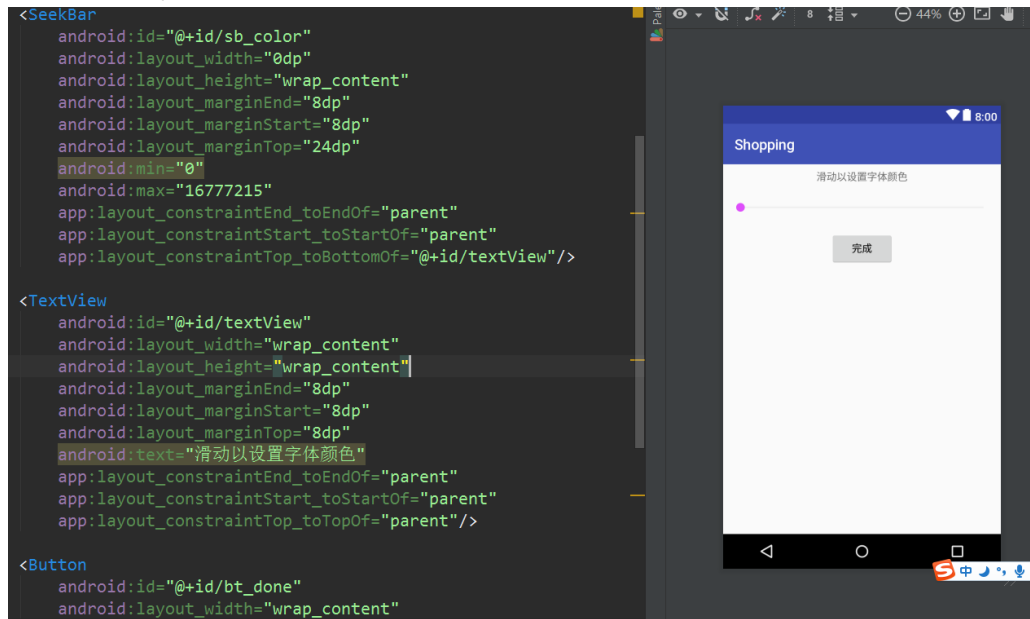 <SeekBar
android:id="@+id/sb_color"
android:layout_width="0dp"
android:layout_height="wrap_content"
android:layout_marginEnd="8dp"
android:layout_marginStart="8dp"
android:layout_marginTop="24dp"
android:min="0"
android:max="16777215"
app:layout_constraintEnd_toEndOf="parent"
app:layout_constraintStart_toStartOf="parent"
app:layout_constraintTop_toBottomOf="@+id/textView"/>
<TextView
android:id="@+id/textView"
android:layout_width="wrap_content"
android:layout_height="wrap_content"
android:layout_marginEnd="8dp"
android:layout_marginStart="8dp"
android:layout_marginTop="8dp"
android:text="滑动以设置字体颜色"
app:layout_constraintEnd_toEndOf="parent"
app:layout_constraintStart_toStartOf="parent"
app:layout_constraintTop_toTopOf="parent"/>
<Button
android:id="@+id/bt_done"
android:layout_width="wrap_content"
Pale
8
44%
8:00
Shopping
滑动以设置字体颜色
完成
S中